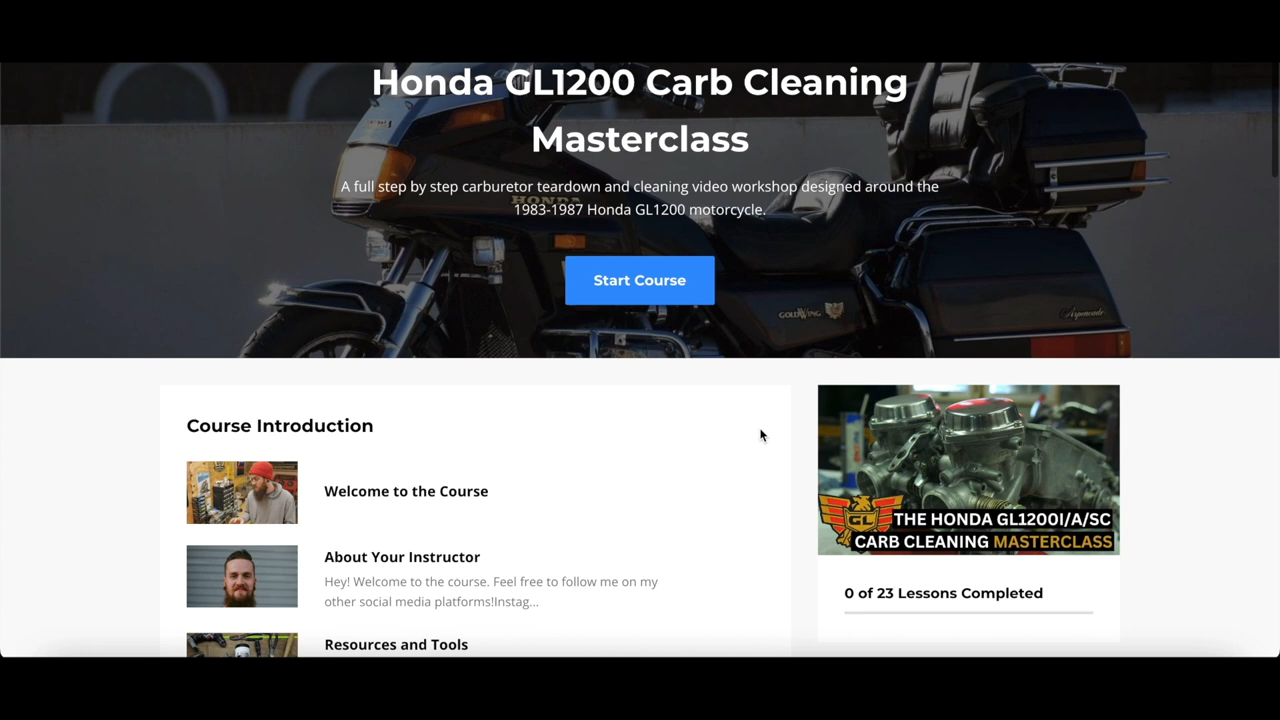 Honda GL1200 Carb Cleaning
Masterclass
A full step by step carburetor teardown and cleaning video workshop designed around the
1983-1987 Honda GL1200 motorcycle.
HONDA
Start Course
GOLDWING
Aspencade
Course Introduction
Welcome to the Course
About Your Instructor
Hey! Welcome to the course. Feel free to follow me on my
other social media platforms!Instag...
Resources and Tools
GL
THE HONDA GL1200I/A/SC
CARB CLEANING MASTERCLASS
0 of 23 Lessons Completed